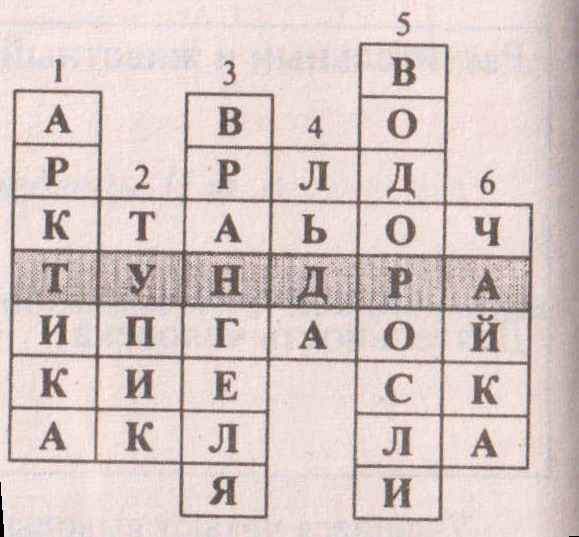 5
1 3 В
А В 4 О
Р 2 Р Л Д 6
К Т А Ь О Ч
Т У Н Д Р А
И П Г А О Й
К И Е С К
А К Л Л А
Я И